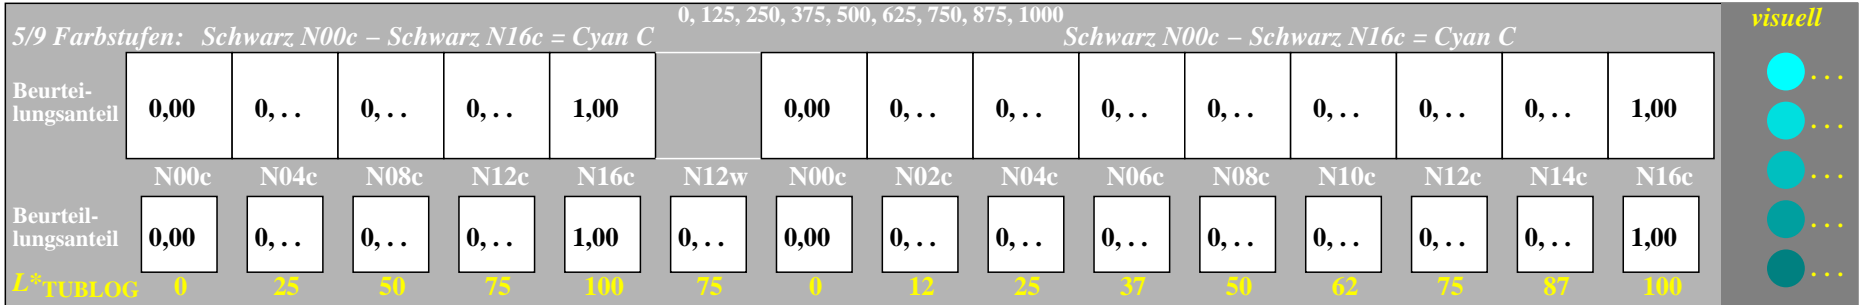 0, 125, 250, 375, 500, 625, 750, 875, 1000
visuell
5/9 Farbstufen: Schwarz N00c – Schwarz N16c = Cyan C Schwarz N00c – Schwarz N16c = Cyan C
Beurtei-
lungsanteil
0,00 0, . . 0, . . 0, . . 1,00 0,00 0, . . 0, . . 0, . . 0, . . 0, . . 0, . . 0, . . 1,00
N00c N04c N08c N12c N16c N12w N00c N02c N04c N06c N08c N10c N12c N14c N16c
Beurteil-
lungsanteil
0,00 0, . . 0, . . 0, . . 1,00 0, . . 0,00 0, . . 0, . . 0, . . 0, . . 0, . . 0, . . 0, . . 1,00
L*TUBLOG 0 25 50 75 100 75 0 12 25 37 50 62 75 87 100
. . .
. . .
. . .
. . .
. . .